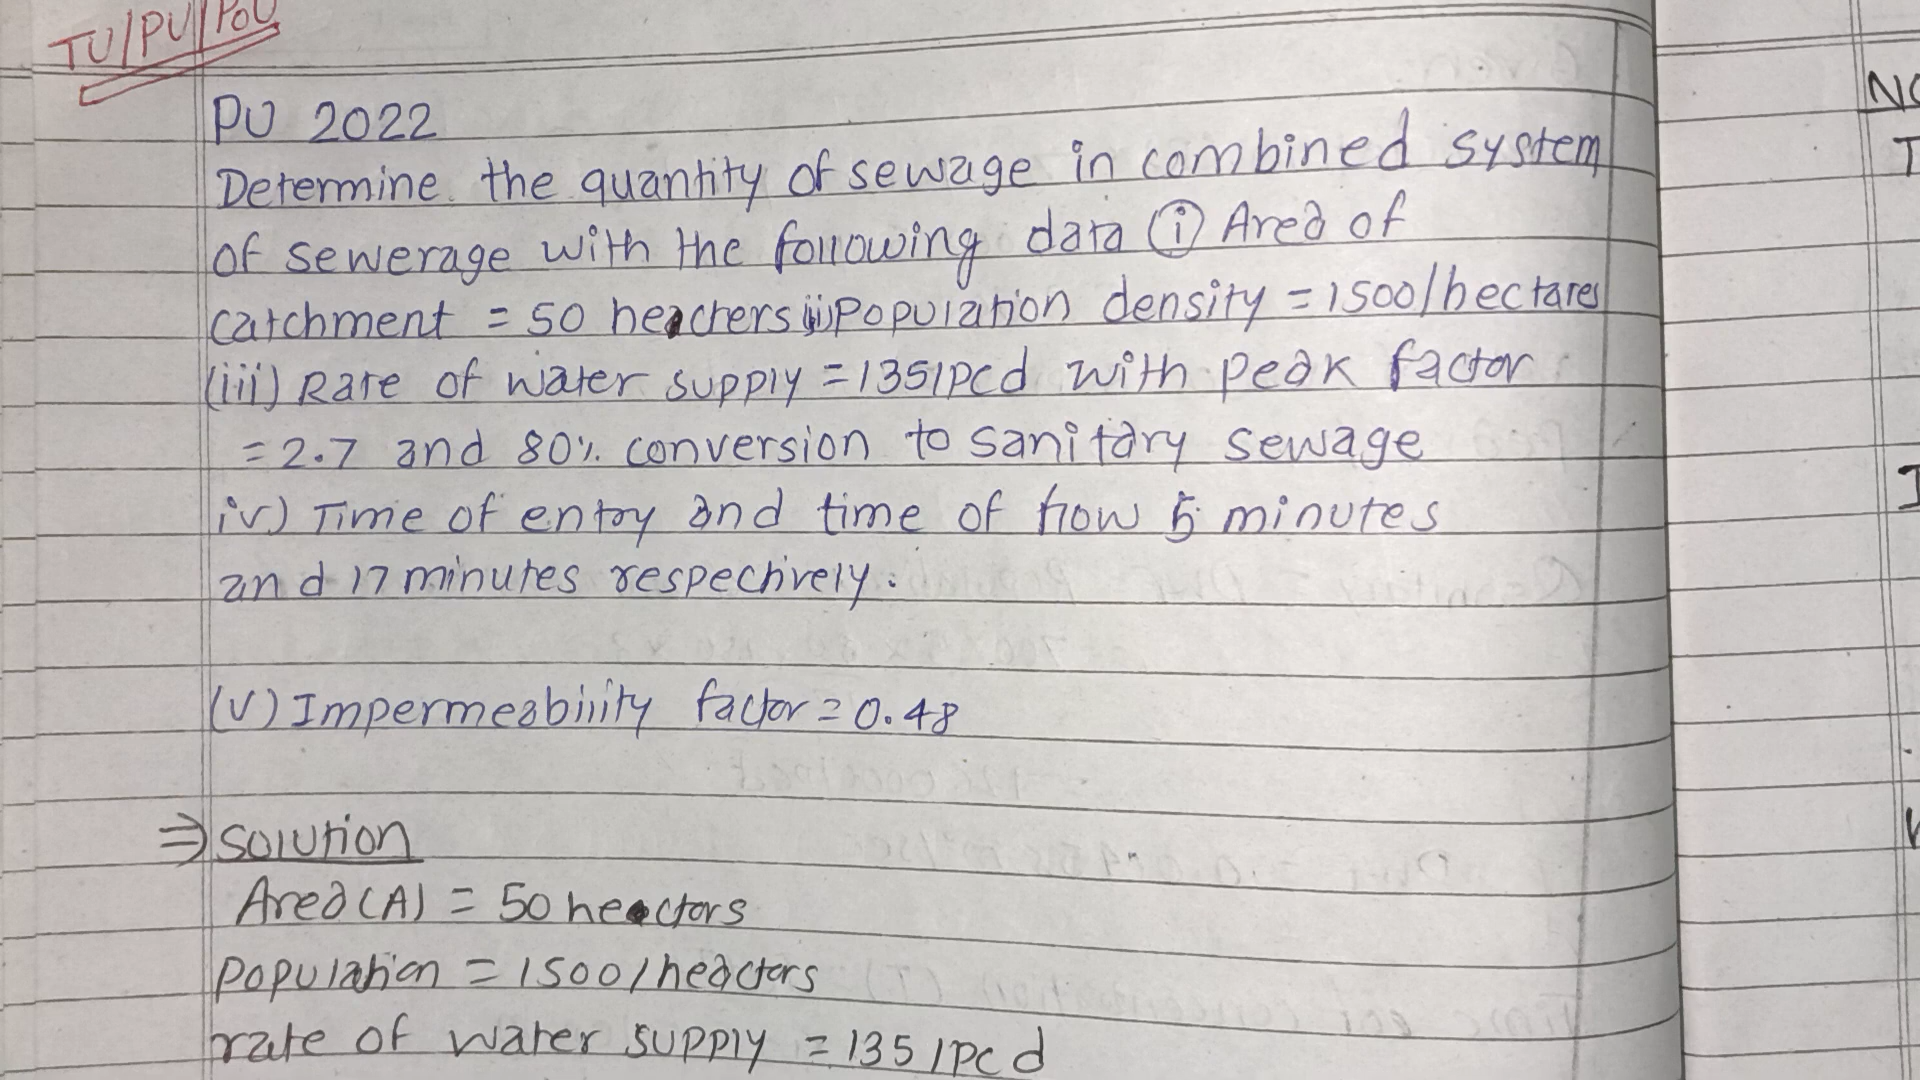 TU/PU/POU
PU 2022
Determine the quantity of sewage in combined system
of sewerage with the following data (i) Area of
catchment = 50 heacters (ii) Population density = 1500/hectares
(iii) Rate of water supply = 135lpcd with peak factor
= 2.7 and 80% conversion to sanitary sewage
iv) Time of entry and time of flow 5 minutes
and 17 minutes respectively.
(v) Impermeability factor = 0.48
⇒ Solution
Area(A) = 50 heactors
Population = 1500/heactors
rate of water supply = 135 lpcd